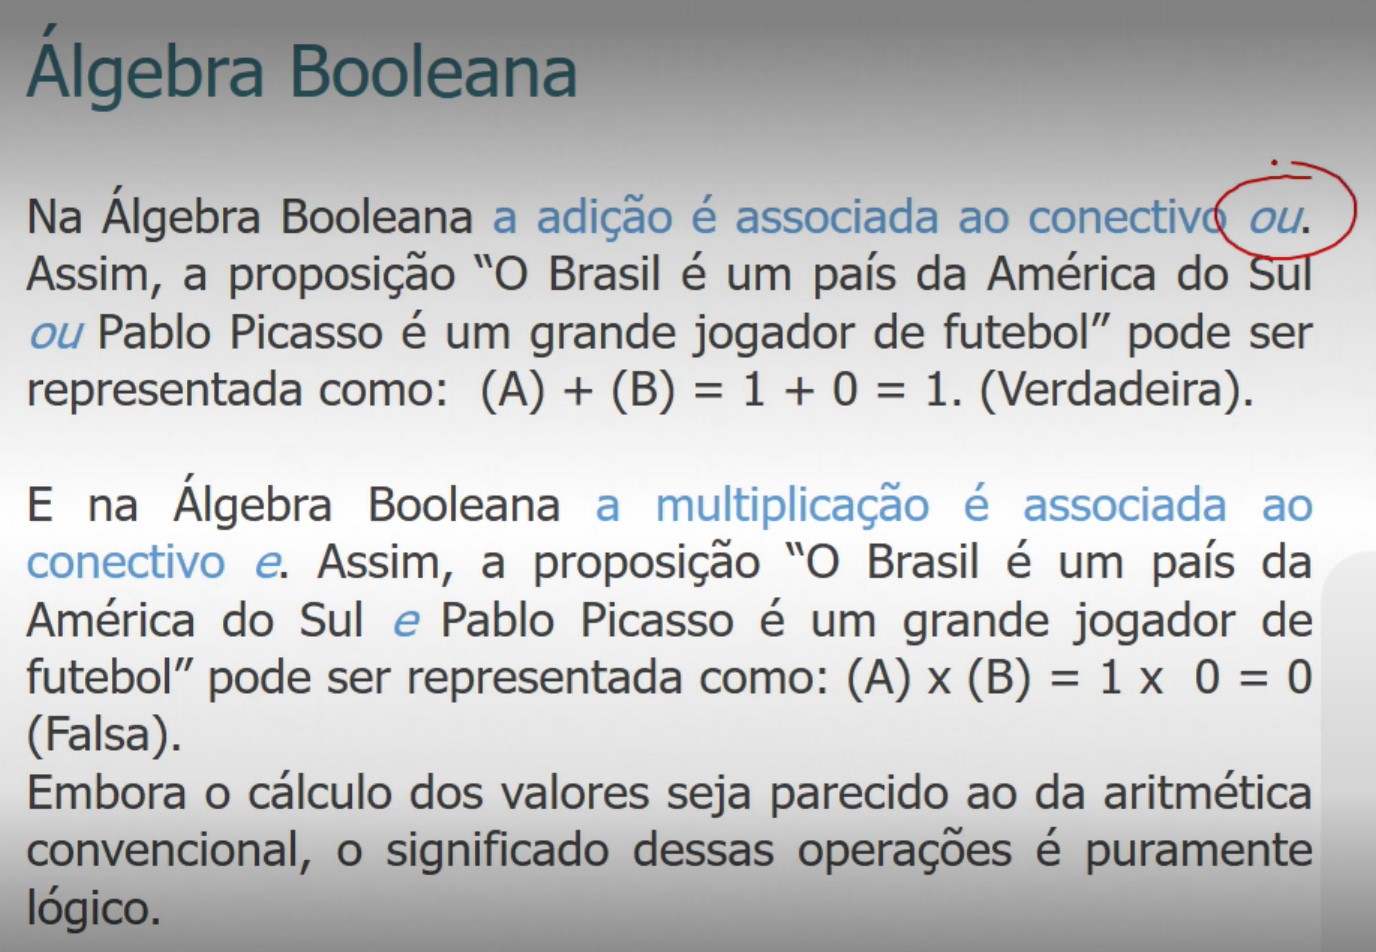 Álgebra Booleana
Na Álgebra Booleana a adição é associada ao conectivo ou.
Assim, a proposição “O Brasil é um país da América do Sul
ou Pablo Picasso é um grande jogador de futebol” pode ser
representada como: (A) + (B) = 1 + 0 = 1. (Verdadeira).
E na Álgebra Booleana a multiplicação é associada ao
conectivo e. Assim, a proposição “O Brasil é um país da
América do Sul e Pablo Picasso é um grande jogador de
futebol” pode ser representada como: (A) x (B) = 1 x 0 = 0
(Falsa).
Embora o cálculo dos valores seja parecido ao da aritmética
convencional, o significado dessas operações é puramente
lógico.